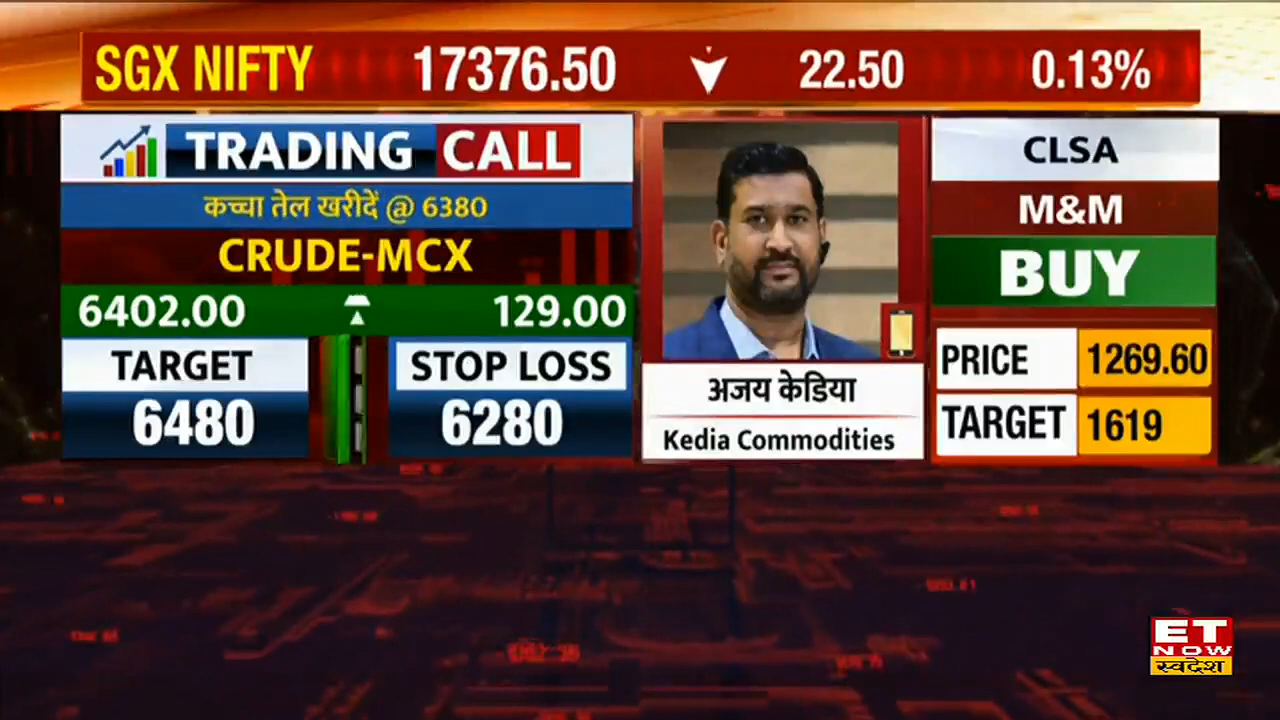 SGX NIFTY 17376.50 22.50 0.13%
TRADING CALL
कच्चा तेल खरीदें @ 6380
CRUDE-MCX
6402.00 129.00
TARGET
6480
STOP LOSS
6280
अजय केडिया
Kedia Commodities
CLSA
M&M
BUY
PRICE 1269.60
TARGET 1619
ET
NOW
स्वदेश